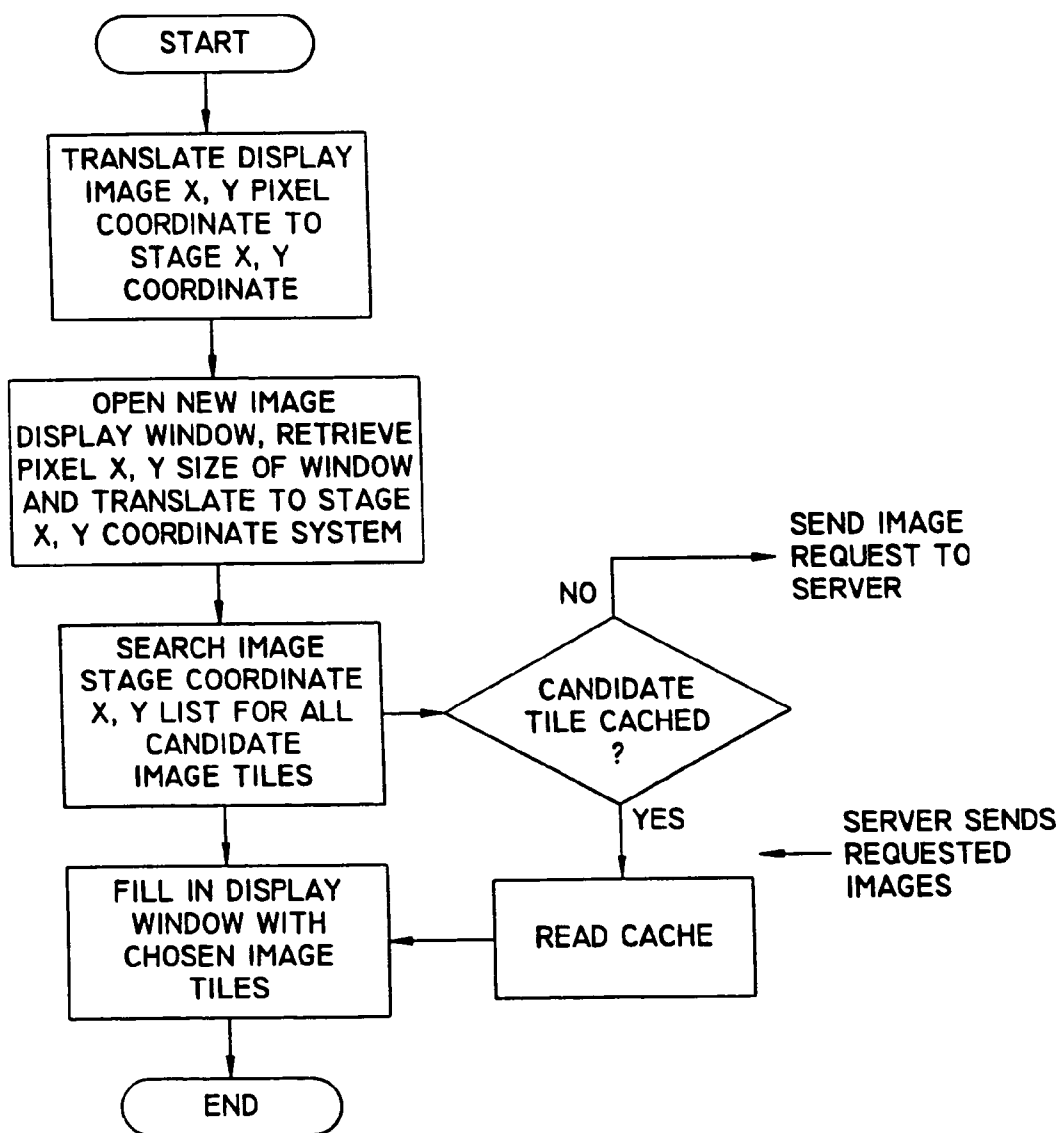 START
TRANSLATE DISPLAY
IMAGE X, Y PIXEL
COORDINATE TO
STAGE X, Y
COORDINATE
OPEN NEW IMAGE
DISPLAY WINDOW, RETRIEVE
PIXEL X, Y SIZE OF WINDOW
AND TRANSLATE TO STAGE
X, Y COORDINATE SYSTEM
SEARCH IMAGE
STAGE COORDINATE
X, Y LIST FOR ALL
CANDIDATE
IMAGE TILES
CANDIDATE
TILE CACHED
?
NO
SEND IMAGE
REQUEST TO
SERVER
YES
SERVER SENDS
REQUESTED
IMAGES
READ CACHE
FILL IN DISPLAY
WINDOW WITH
CHOSEN IMAGE
TILES
END